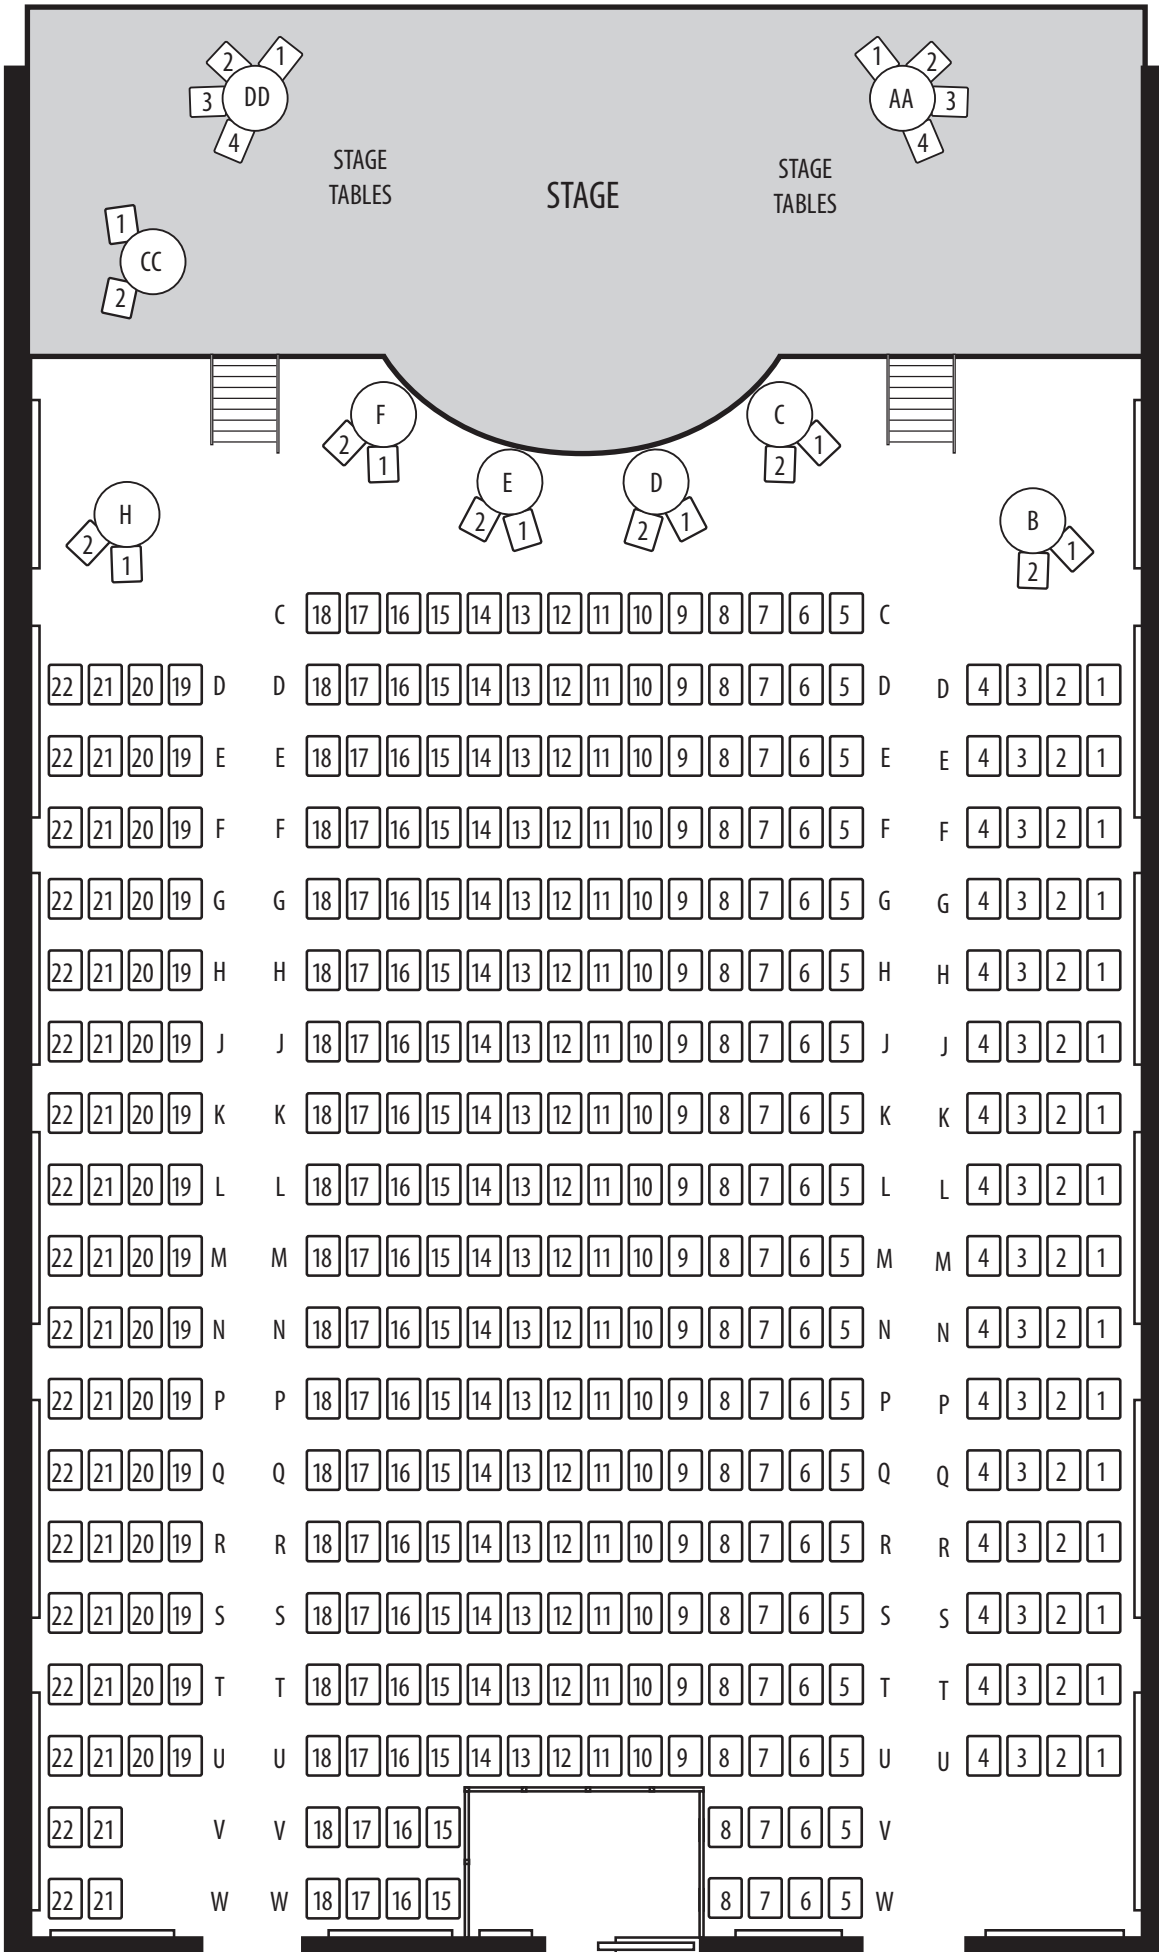 2 1
DD
3
4
1 2
AA
3
4
STAGE
TABLES
STAGE
STAGE
TABLES
1
CC
2
F
2
1
C
1
2
E
2
1
D
2
1
H
2
1
B
1
2
C 18 17 16 15 14 13 12 11 10 9 8 7 6 5 C
22 21 20 19 D D 18 17 16 15 14 13 12 11 10 9 8 7 6 5 D D 4 3 2 1
22 21 20 19 E E 18 17 16 15 14 13 12 11 10 9 8 7 6 5 E E 4 3 2 1
22 21 20 19 F F 18 17 16 15 14 13 12 11 10 9 8 7 6 5 F F 4 3 2 1
22 21 20 19 G G 18 17 16 15 14 13 12 11 10 9 8 7 6 5 G G 4 3 2 1
22 21 20 19 H H 18 17 16 15 14 13 12 11 10 9 8 7 6 5 H H 4 3 2 1
22 21 20 19 J J 18 17 16 15 14 13 12 11 10 9 8 7 6 5 J J 4 3 2 1
22 21 20 19 K K 18 17 16 15 14 13 12 11 10 9 8 7 6 5 K K 4 3 2 1
22 21 20 19 L L 18 17 16 15 14 13 12 11 10 9 8 7 6 5 L L 4 3 2 1
22 21 20 19 M M 18 17 16 15 14 13 12 11 10 9 8 7 6 5 M M 4 3 2 1
22 21 20 19 N N 18 17 16 15 14 13 12 11 10 9 8 7 6 5 N N 4 3 2 1
22 21 20 19 P P 18 17 16 15 14 13 12 11 10 9 8 7 6 5 P P 4 3 2 1
22 21 20 19 Q Q 18 17 16 15 14 13 12 11 10 9 8 7 6 5 Q Q 4 3 2 1
22 21 20 19 R R 18 17 16 15 14 13 12 11 10 9 8 7 6 5 R R 4 3 2 1
22 21 20 19 S S 18 17 16 15 14 13 12 11 10 9 8 7 6 5 S S 4 3 2 1
22 21 20 19 T T 18 17 16 15 14 13 12 11 10 9 8 7 6 5 T T 4 3 2 1
22 21 20 19 U U 18 17 16 15 14 13 12 11 10 9 8 7 6 5 U U 4 3 2 1
22 21 V V 18 17 16 15 8 7 6 5 V
22 21 W W 18 17 16 15 8 7 6 5 W